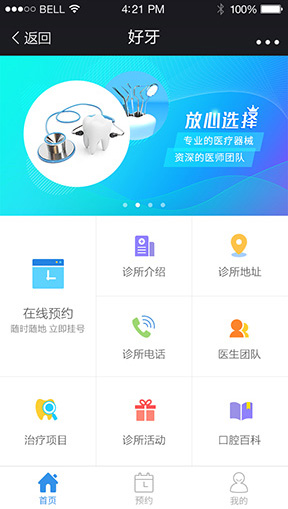 BELL 4:21 PM 100%
返回 好牙
放心选择
专业的医疗器械
资深的医师团队
诊所介绍 诊所地址
在线预约
随时随地 立即挂号
诊所电话 医生团队
治疗项目 诊所活动 口腔百科
首页 预约 我的